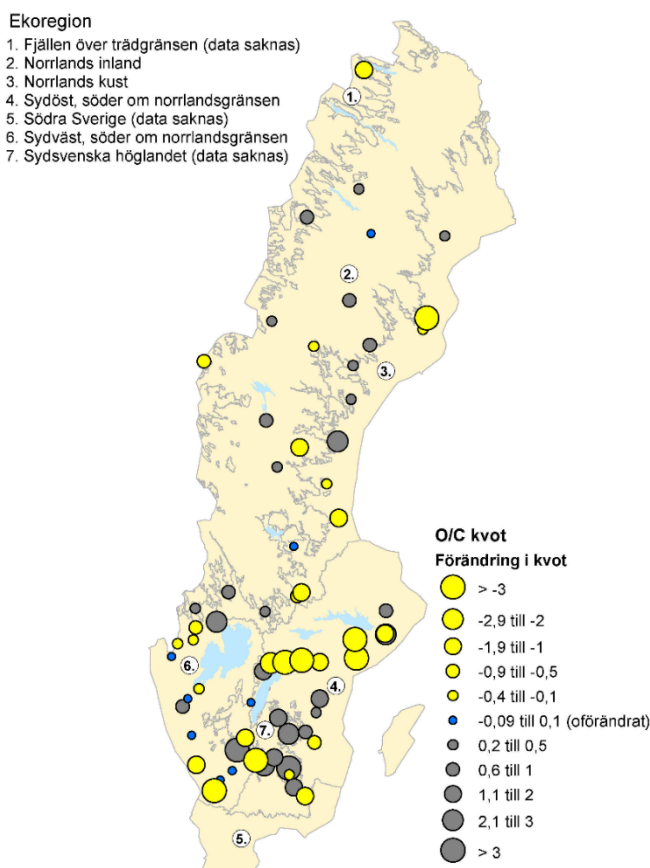 Ekoregion
1. Fjällen över trädgränsen (data saknas)
2. Norrlands inland
3. Norrlands kust
4. Sydöst, söder om norrlandsgränsen
5. Södra Sverige (data saknas)
6. Sydväst, söder om norrlandsgränsen
7. Sydsvenska höglandet (data saknas)
1.
2.
3.
6.
4.
7.
5.
O/C kvot
Förändring i kvot
> -3
-2,9 till -2
-1,9 till -1
-0,9 till -0,5
-0,4 till -0,1
-0,09 till 0,1 (oförändrat)
0,2 till 0,5
0,6 till 1
1,1 till 2
2,1 till 3
> 3